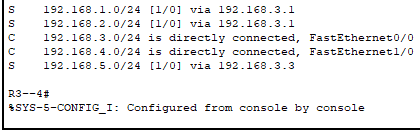 S 192.168.1.0/24 [1/0] via 192.168.3.1
S 192.168.2.0/24 [1/0] via 192.168.3.1
C 192.168.3.0/24 is directly connected, FastEthernet0/0
C 192.168.4.0/24 is directly connected, FastEthernet1/0
S 192.168.5.0/24 [1/0] via 192.168.3.3
R3--4#
%SYS-5-CONFIG_I: Configured from console by console